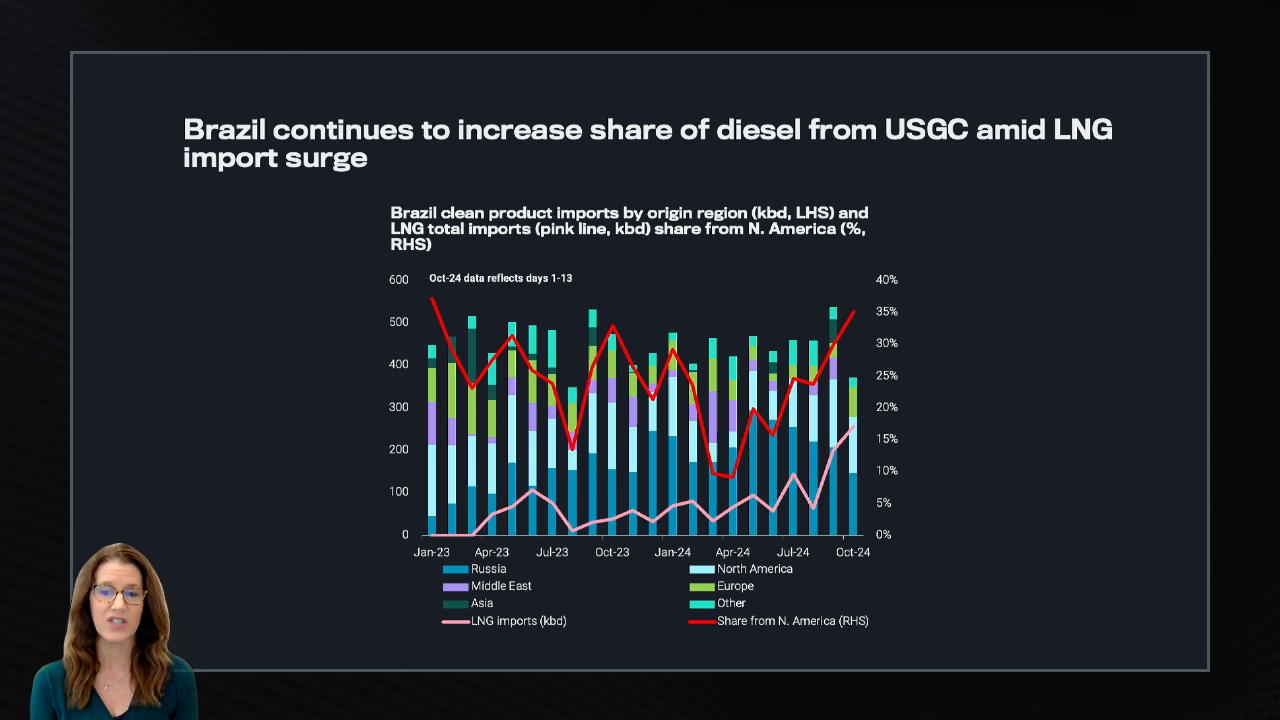 Brazil continues to increase share of diesel from USGC amid LNG
import surge
Brazil clean product imports by origin region (kbd, LHS) and
LNG total imports (pink line, kbd) share from N. America (%,
RHS)
Oct-24 data reflects days 1-13
600
500
400
300
200
100
0
40%
35%
30%
25%
20%
15%
10%
5%
0%
Jan-23 Apr-23 Jul-23 Oct-23 Jan-24 Apr-24 Jul-24 Oct-24
Russia North America
Middle East Europe
Asia Other
LNG imports (kbd) Share from N. America (RHS)